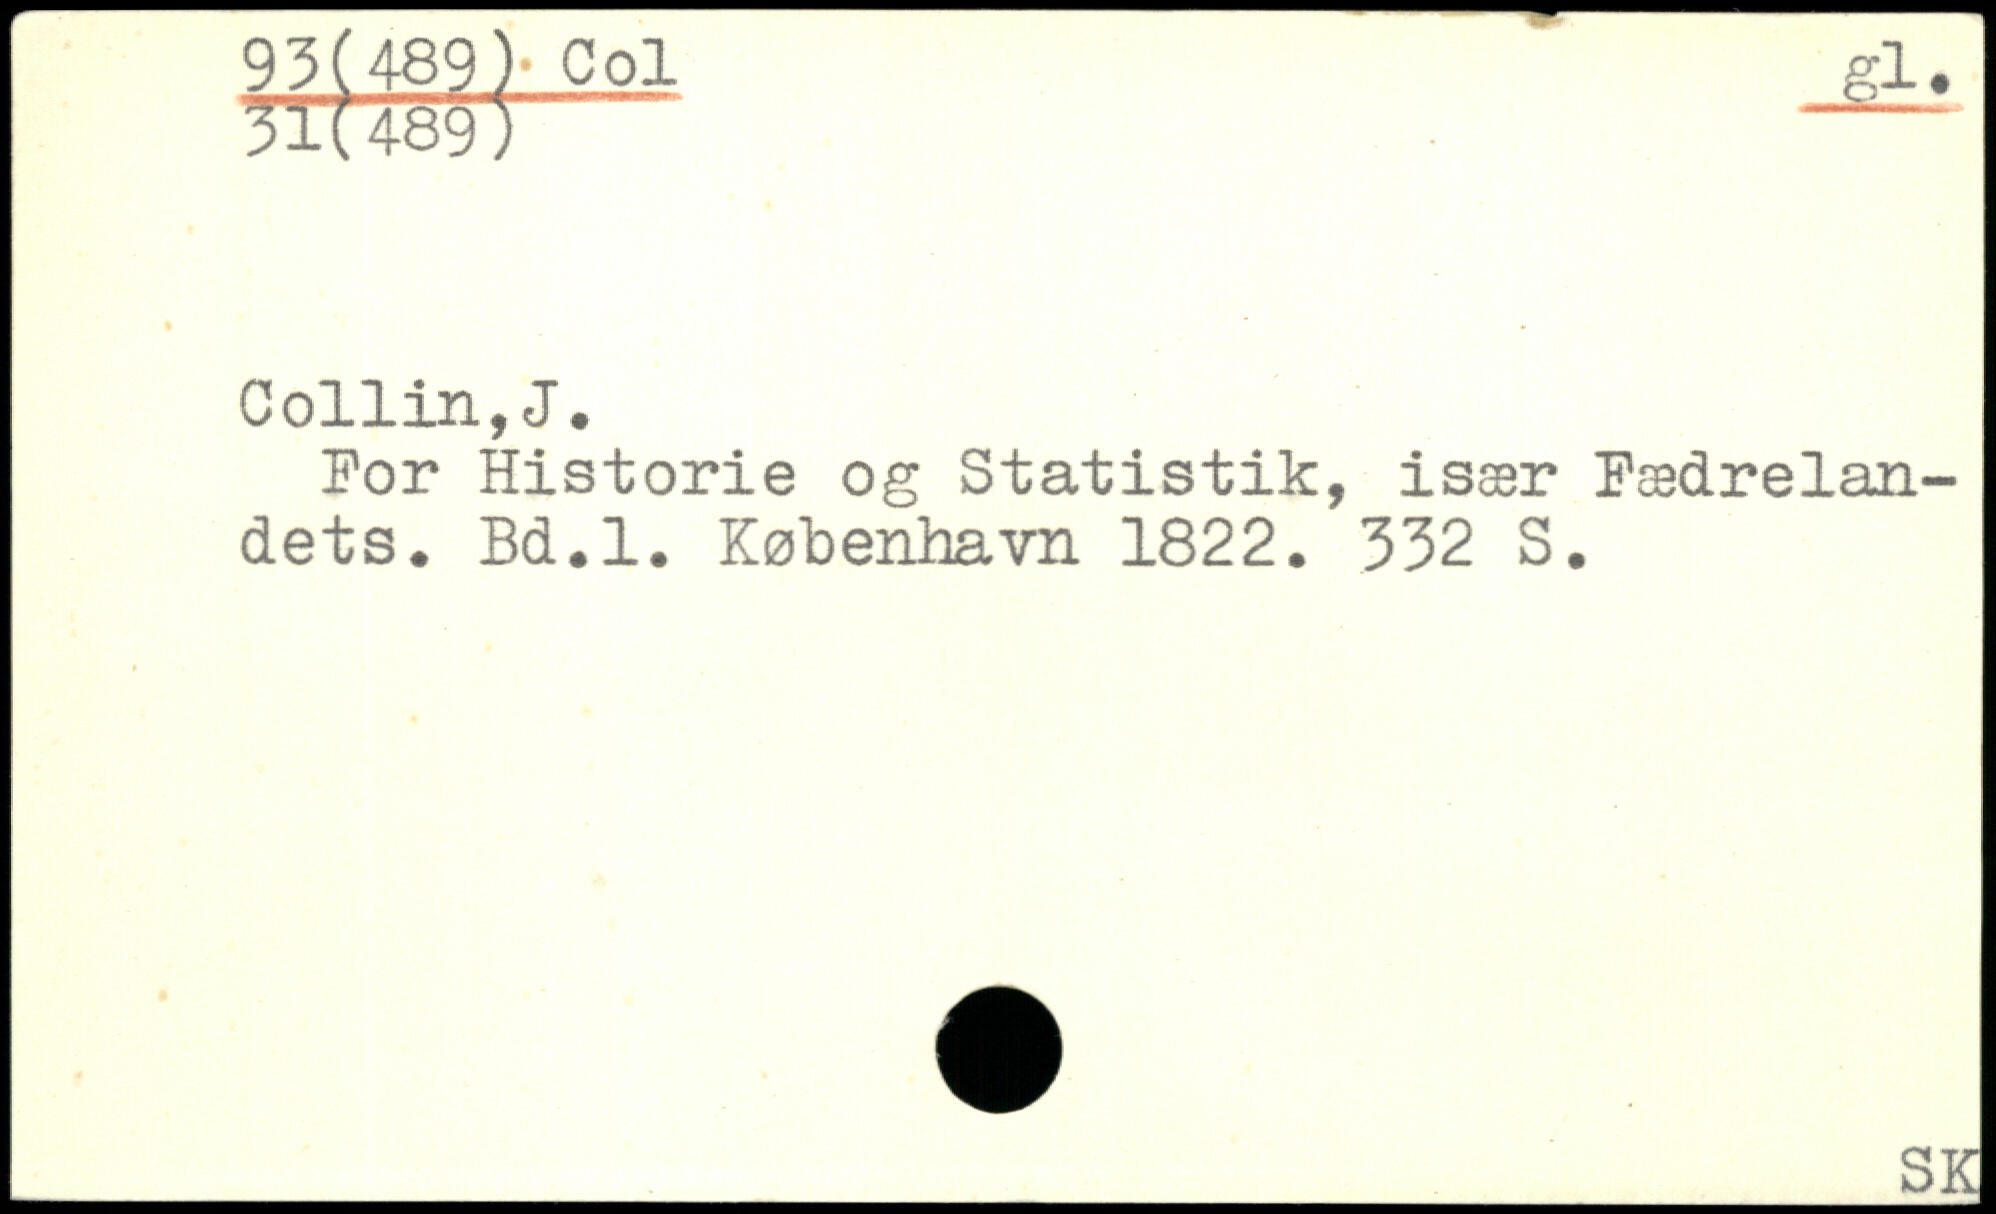 93(489) Col gl.
31(489)
Collin,J.
For Historie og Statistik, især Fædrelan-
dets. Bd.1. København 1822. 332 S.
SK